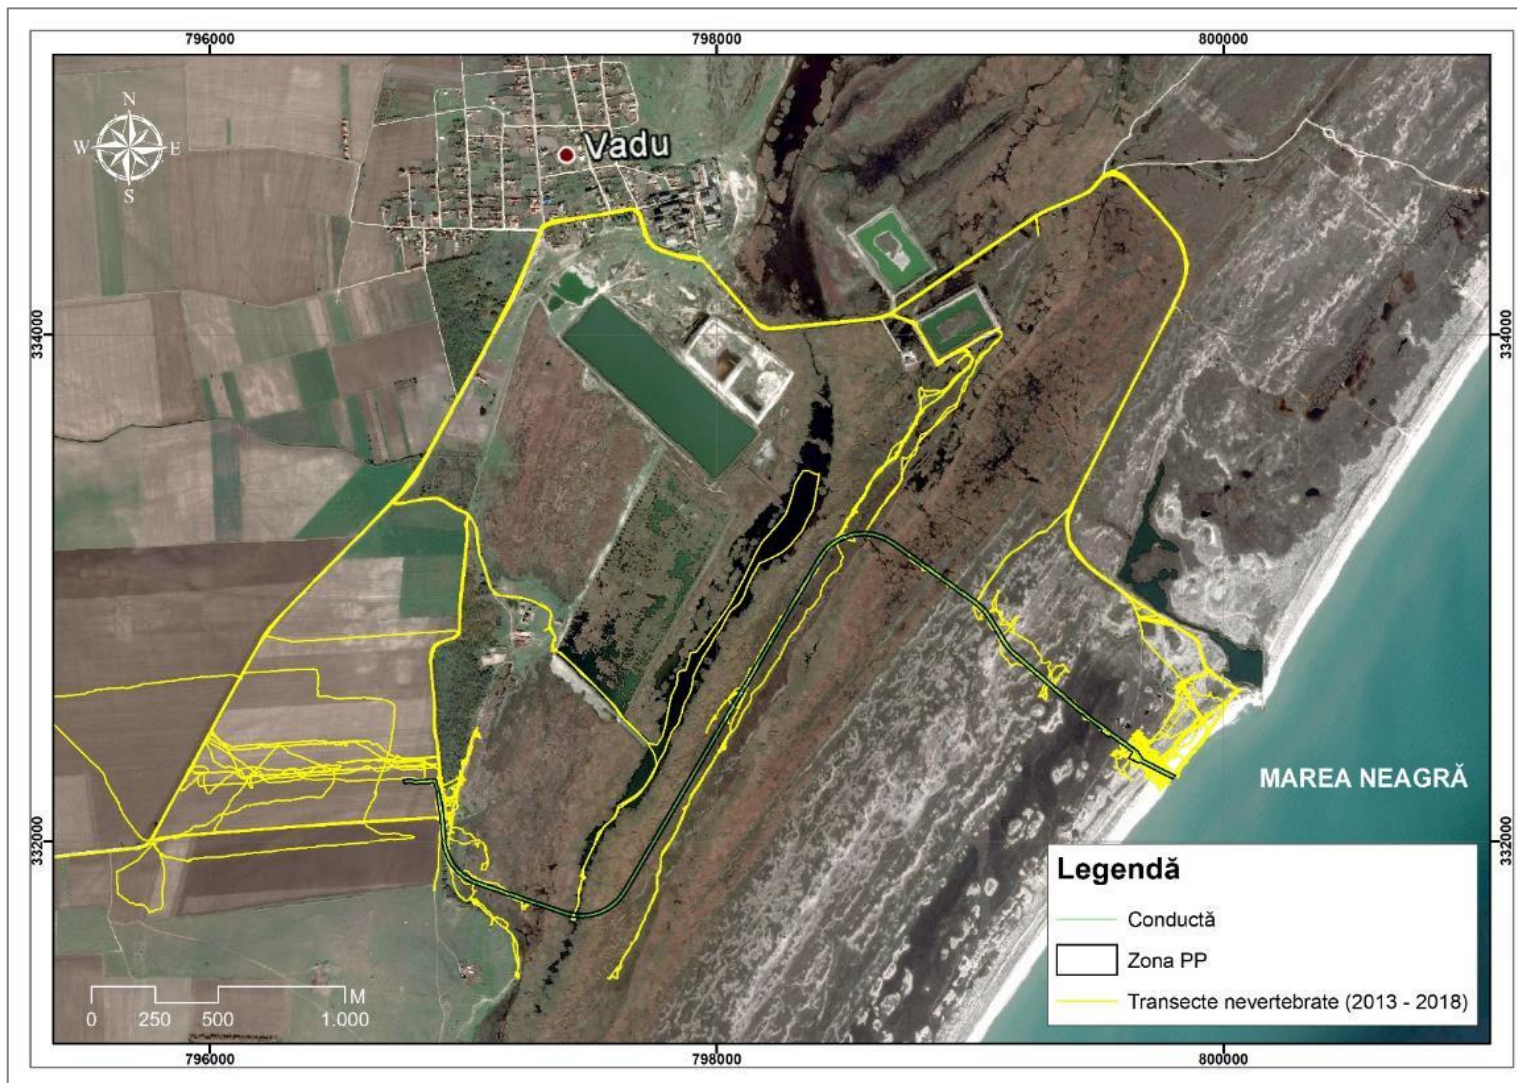 796000 798000 800000
N
W E
S
Vadu
334000 334000
MAREA NEAGRĂ
332000 332000
Legendă
Conductă
Zona PP
Transecte nevertebrate (2013 - 2018)
M
0 250 500 1.000
796000 798000 800000